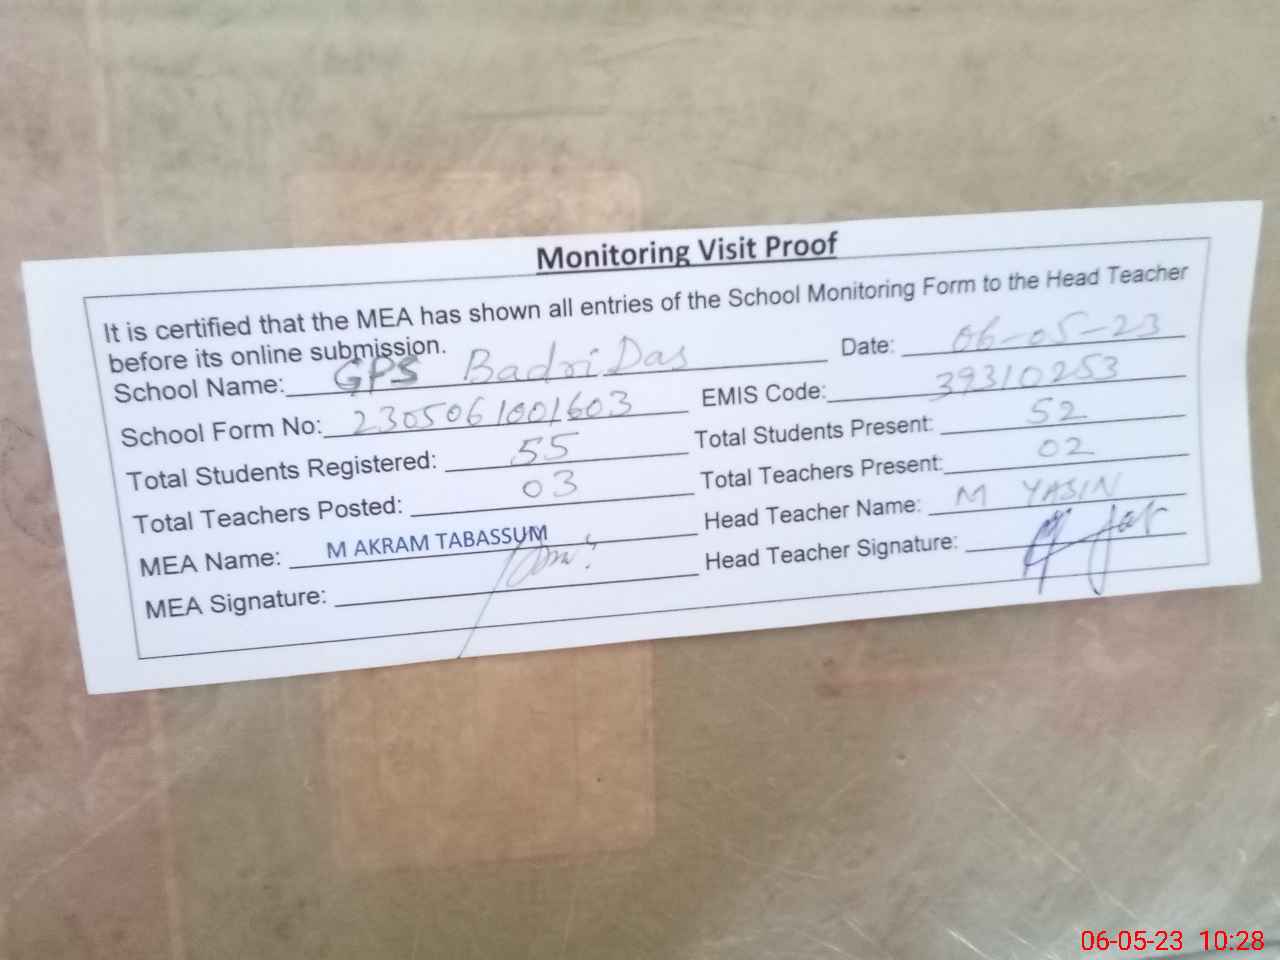 Monitoring Visit Proof
It is certified that the MEA has shown all entries of the School Monitoring Form to the Head Teacher
before its online submission.
School Name: GPS Badri Das Date: 06-05-23
School Form No: 2305061001603 EMIS Code: 39310253
Total Students Registered: 55 Total Students Present: 52
Total Teachers Posted: 03 Total Teachers Present: 02
MEA Name: M AKRAM TABASSUM Head Teacher Name: M YASIN
MEA Signature: Head Teacher Signature:
06-05-23 10:28